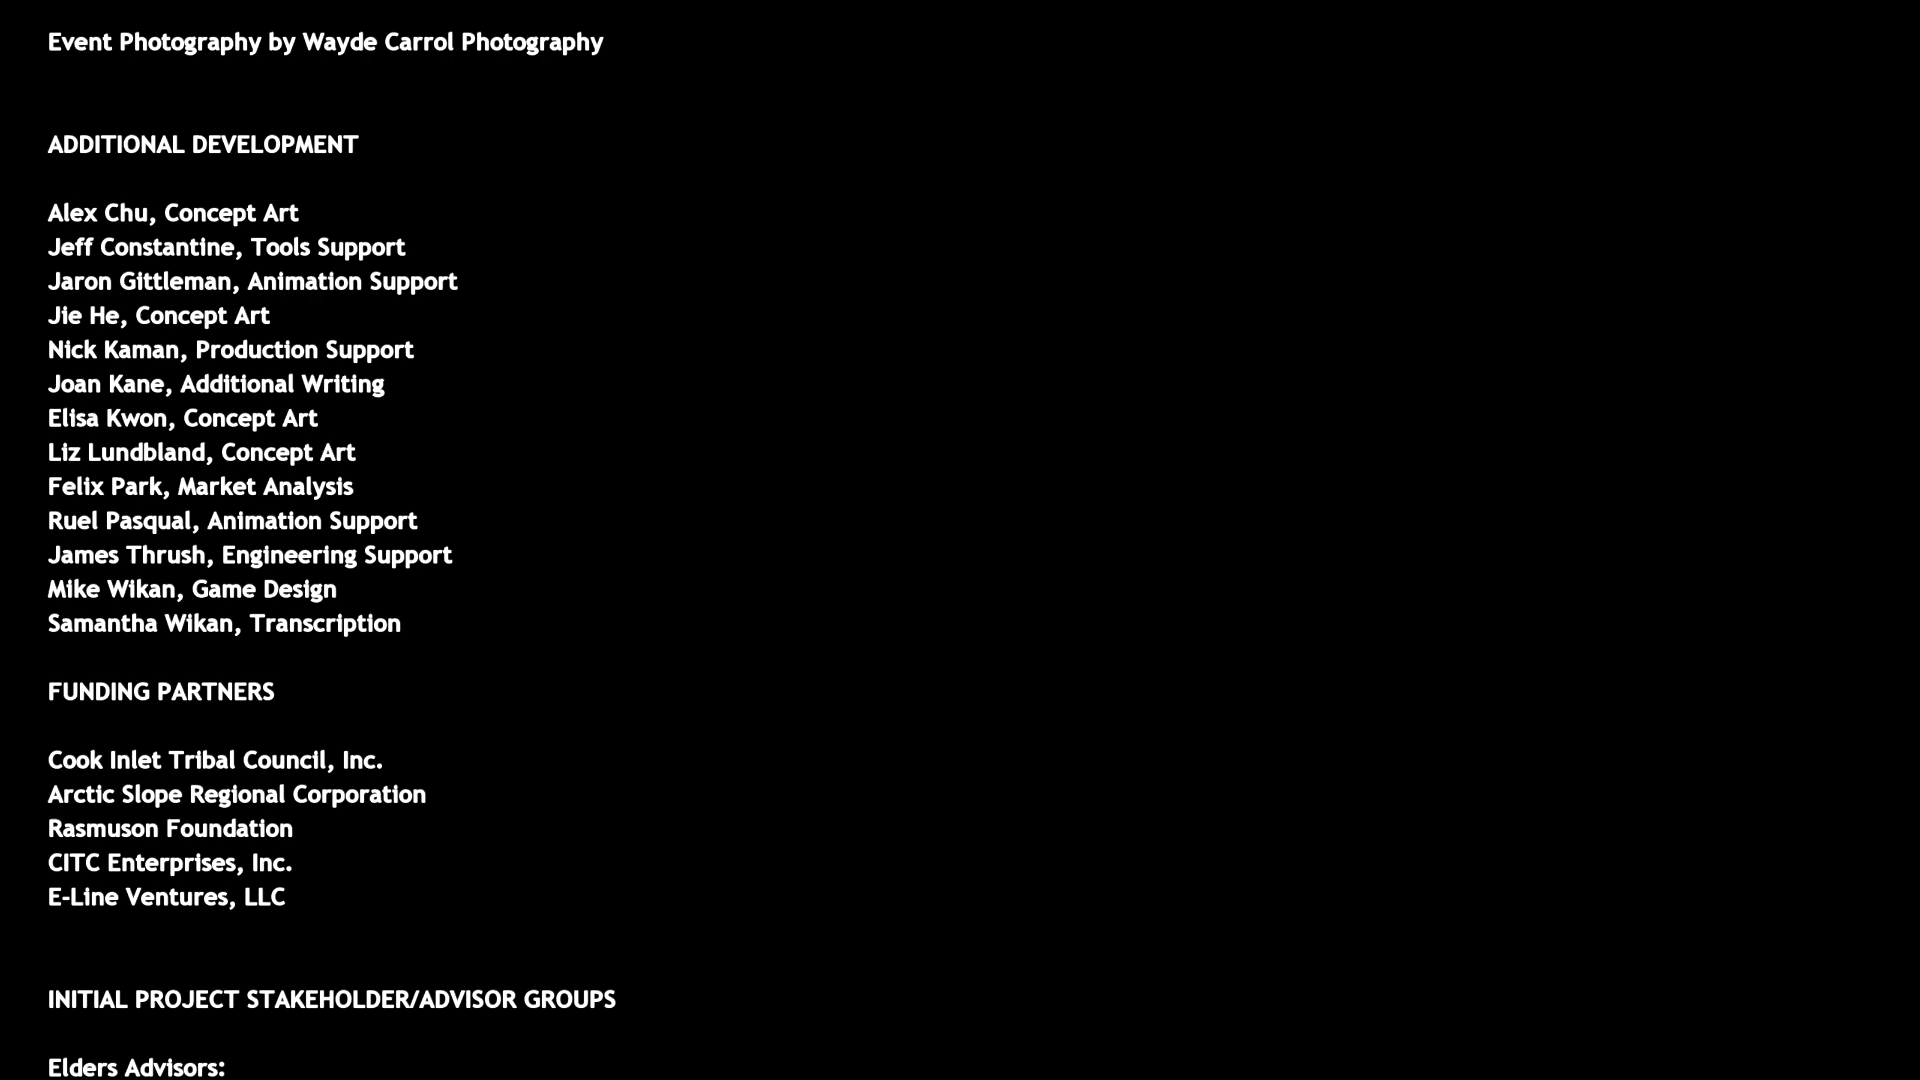 Event Photography by Wayde Carrol Photography
ADDITIONAL DEVELOPMENT
Alex Chu, Concept Art
Jeff Constantine, Tools Support
Jaron Gittleman, Animation Support
Jie He, Concept Art
Nick Kaman, Production Support
Joan Kane, Additional Writing
Elisa Kwon, Concept Art
Liz Lundbland, Concept Art
Felix Park, Market Analysis
Ruel Pasqual, Animation Support
James Thrush, Engineering Support
Mike Wikan, Game Design
Samantha Wikan, Transcription
FUNDING PARTNERS
Cook Inlet Tribal Council, Inc.
Arctic Slope Regional Corporation
Rasmuson Foundation
CITC Enterprises, Inc.
E-Line Ventures, LLC
INITIAL PROJECT STAKEHOLDER/ADVISOR GROUPS
Elders Advisors: